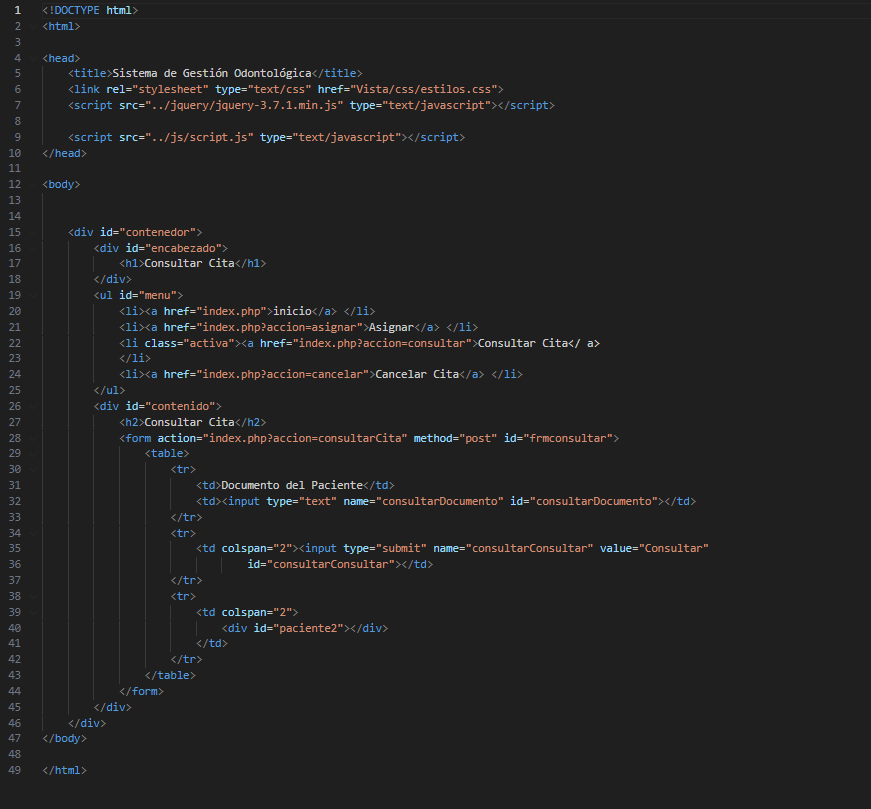 1 <!DOCTYPE html>
2 <html>
3
4 <head>
5 <title>Sistema de Gestión Odontológica</title>
6 <link rel="stylesheet" type="text/css" href="Vista/css/estilos.css">
7 <script src="../jquery/jquery-3.7.1.min.js" type="text/javascript"></script>
8
9 <script src="../js/script.js" type="text/javascript"></script>
10 </head>
11
12 <body>
13
14
15 <div id="contenedor">
16 <div id="encabezado">
17 <h1>Consultar Cita</h1>
18 </div>
19 <ul id="menu">
20 <li><a href="index.php">inicio</a> </li>
21 <li><a href="index.php?accion=asignar">Asignar</a> </li>
22 <li class="activa"><a href="index.php?accion=consultar">Consultar Cita</ a>
23 </li>
24 <li><a href="index.php?accion=cancelar">Cancelar Cita</a> </li>
25 </ul>
26 <div id="contenido">
27 <h2>Consultar Cita</h2>
28 <form action="index.php?accion=consultarCita" method="post" id="frmconsultar">
29 <table>
30 <tr>
31 <td>Documento del Paciente</td>
32 <td><input type="text" name="consultarDocumento" id="consultarDocumento"></td>
33 </tr>
34 <tr>
35 <td colspan="2"><input type="submit" name="consultarConsultar" value="Consultar"
36 id="consultarConsultar"></td>
37 </tr>
38 <tr>
39 <td colspan="2">
40 <div id="paciente2"></div>
41 </td>
42 </tr>
43 </table>
44 </form>
45 </div>
46 </div>
47 </body>
48
49 </html>